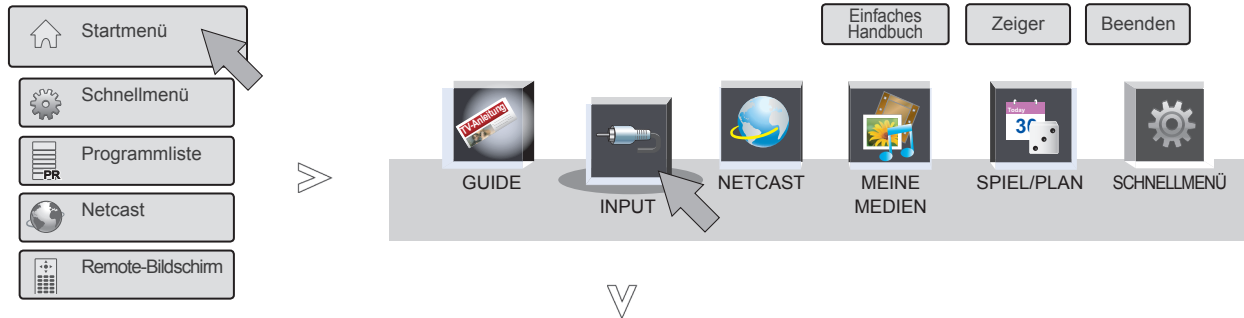 Startmenü
Schnellmenü
Programmliste
PR
Netcast
Remote-Bildschirm
Einfaches
Handbuch
Zeiger
Beenden
TV-Anleitung
Today
30
GUIDE
INPUT
NETCAST
MEINE
MEDIEN
SPIEL/PLAN
SCHNELLMENÜ